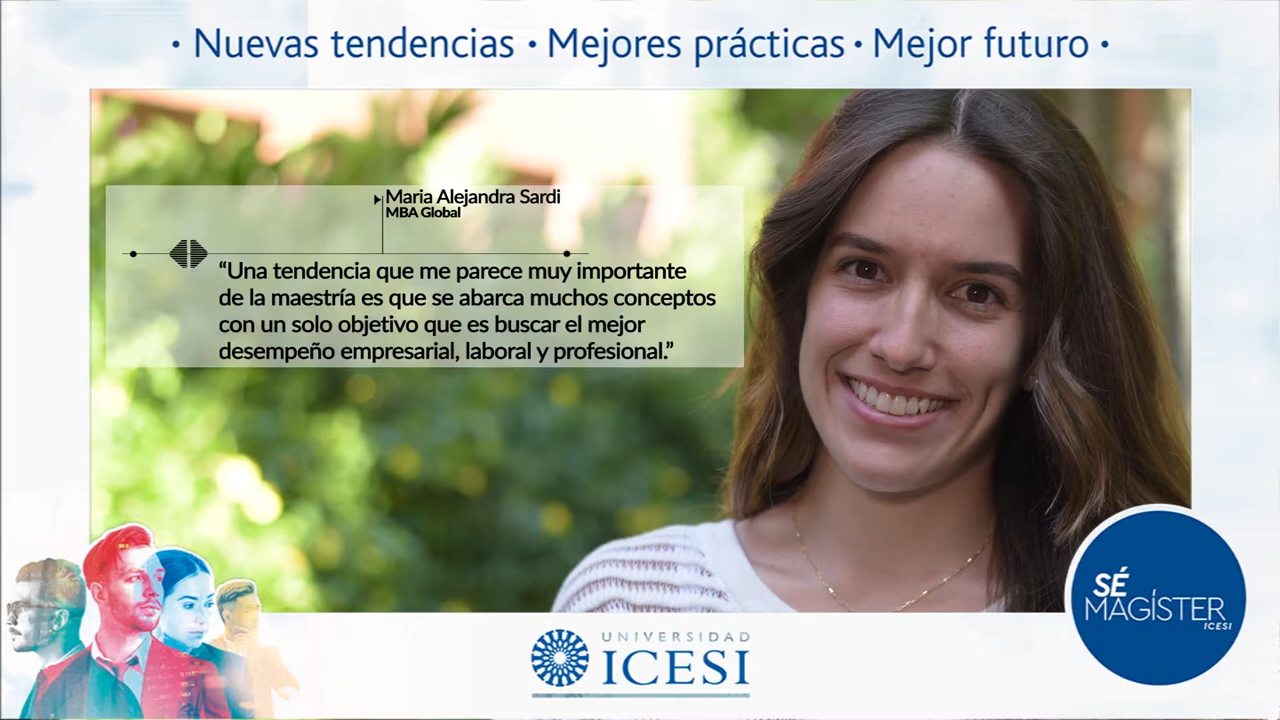 · Nuevas tendencias · Mejores prácticas · Mejor futuro ·
Maria Alejandra Sardi
MBA Global
“Una tendencia que me parece muy importante
de la maestría es que se abarca muchos conceptos
con un solo objetivo que es buscar el mejor
desempeño empresarial, laboral y profesional.”
SÉ
MAGÍSTER
ICESI
UNIVERSIDAD
ICESI